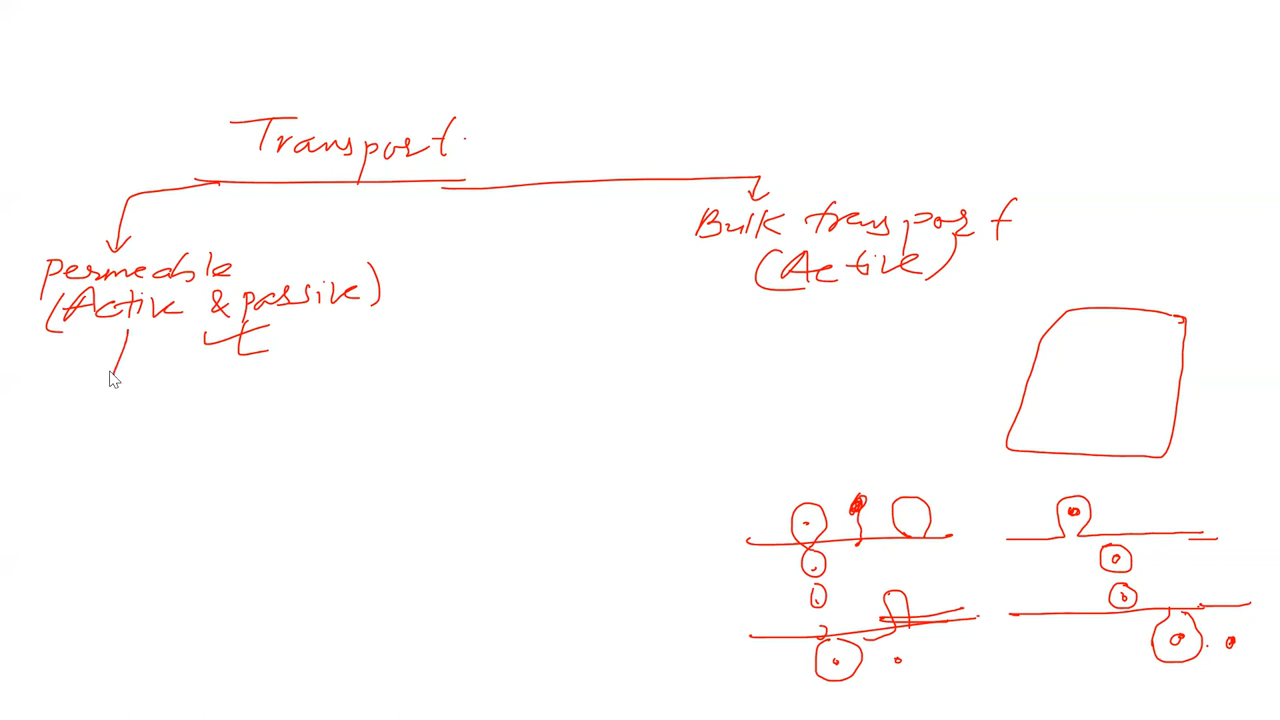 Transport
Permeable
(Active & passive)
Bulk transport
(Active)